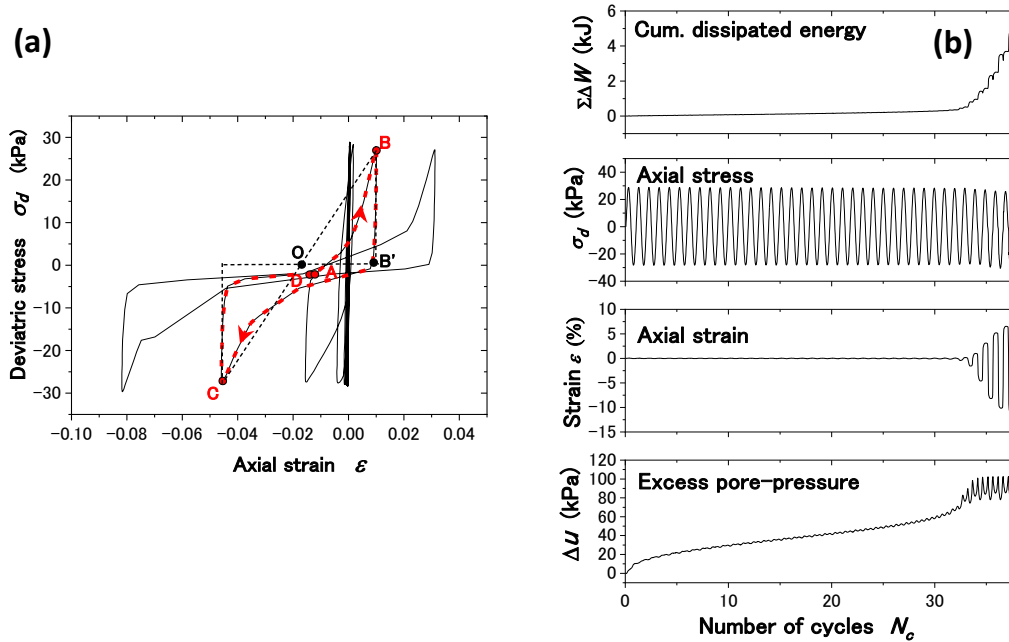 (a)
Deviatric stress σd (kPa)
30
20
10
0
-10
-20
-30
B
O
B'
D
A
C
-0.10
-0.08
-0.06
-0.04
-0.02
0.00
0.02
0.04
Axial strain ε
(b)
Cum. dissipated energy
ΣΔW (kJ)
6
4
2
0
Axial stress
σd (kPa)
40
20
0
-20
-40
Axial strain
Strain ε (%)
10
5
0
-5
-10
-15
Excess pore-pressure
Δu (kPa)
120
100
80
60
40
20
0
0
10
20
30
Number of cycles Nc